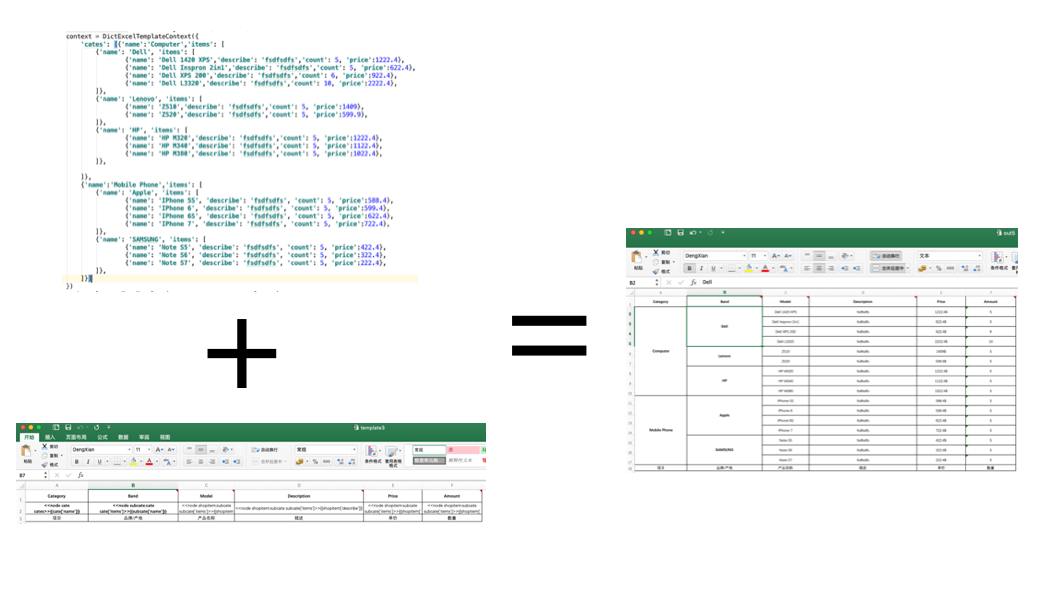 context = DictExcelTemplateContext({
'cates': [{'name':'Computer','items': [
{'name': 'Dell', 'items': [
{'name': 'Dell 1420 XPS','describe': 'fsdfsdfs','count': 5, 'price':1222.4},
{'name': 'Dell Inspron 2in1','describe': 'fsdfsdfs','count': 5, 'price':622.4},
{'name': 'Dell XPS 200','describe': 'fsdfsdfs','count': 6, 'price':922.4},
{'name': 'Dell L3320','describe': 'fsdfsdfs','count': 10, 'price':2222.4},
]},
{'name': 'Lenovo', 'items': [
{'name': 'Z510','describe': 'fsdfsdfs','count': 5, 'price':1409},
{'name': 'Z520','describe': 'fsdfsdfs','count': 5, 'price':599.9},
]},
{'name': 'HP', 'items': [
{'name': 'HP M320','describe': 'fsdfsdfs','count': 5, 'price':1222.4},
{'name': 'HP M340','describe': 'fsdfsdfs','count': 5, 'price':1122.4},
{'name': 'HP M380','describe': 'fsdfsdfs','count': 5, 'price':1022.4},
]},
]},
{'name':'Mobile Phone','items': [
{'name': 'Apple', 'items': [
{'name': 'IPhone 5S', 'describe': 'fsdfsdfs', 'count': 5, 'price':588.4},
{'name': 'IPhone 6', 'describe': 'fsdfsdfs', 'count': 5, 'price':599.4},
{'name': 'IPhone 6S', 'describe': 'fsdfsdfs', 'count': 5, 'price':622.4},
{'name': 'IPhone 7', 'describe': 'fsdfsdfs', 'count': 5, 'price':722.4},
]},
{'name': 'SAMSUNG', 'items': [
{'name': 'Note S5', 'describe': 'fsdfsdfs', 'count': 5, 'price':422.4},
{'name': 'Note S6', 'describe': 'fsdfsdfs', 'count': 5, 'price':322.4},
{'name': 'Note S7', 'describe': 'fsdfsdfs', 'count': 5, 'price':222.4},
]},
]}]
})
+
=
template3
开始 插入 页面布局 公式 数据 审阅 视图
粘贴 剪切 复制 格式 DengXian 11 自动换行 常规 条件格式 套用表格格式 常规
B7 fx
A B C D E F
1 Category Band Model Description Price Amount
2 <<node cate cates>>{{cate['name']}} <<node subcate:cate cate['items']>>{{subcate['name']}} <<node shopitem:subcate subcate['items']>>{{shopitem <<node shopitem:subcate subcate['items']>>{{shopitem['describe']}} <<node shopitem:subcate subcate['items']>>{{shopitem <<node shopitem:subcate subcate['items']>>{{shopitem[
3 项目 品牌/产地 产品名称 描述 单价 数量
out5
粘贴 剪切 复制 格式 DengXian 11 自动换行 合并后居中 文本 条件格式
B2 fx Dell
A B C D E F
Category Band Model Description Price Amount
Computer Dell Dell 1420 XPS fsdfsdfs 1222.4$ 5
Dell Inspron 2in1 fsdfsdfs 622.4$ 5
Dell XPS 200 fsdfsdfs 922.4$ 6
Dell L3320 fsdfsdfs 2222.4$ 10
Lenovo Z510 fsdfsdfs 1409$ 5
Z520 fsdfsdfs 599.9$ 5
HP HP M320 fsdfsdfs 1222.4$ 5
HP M340 fsdfsdfs 1122.4$ 5
HP M380 fsdfsdfs 1022.4$ 5
Mobile Phone Apple IPhone 5S fsdfsdfs 588.4$ 5
IPhone 6 fsdfsdfs 599.4$ 5
IPhone 6S fsdfsdfs 622.4$ 5
IPhone 7 fsdfsdfs 722.4$ 5
SAMSUNG Note S5 fsdfsdfs 422.4$ 5
Note S6 fsdfsdfs 322.4$ 5
Note S7 fsdfsdfs 222.4$ 5
项目 品牌/产地 产品名称 描述 单价 数量